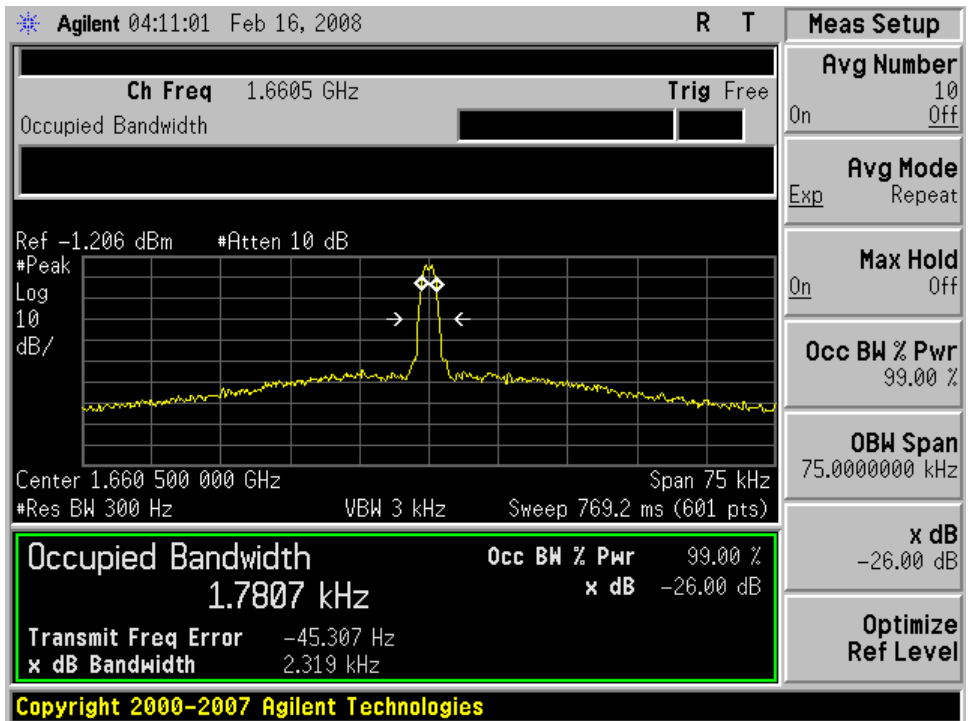 Agilent 04:11:01 Feb 16, 2008 R T
Ch Freq 1.6605 GHz Trig Free
Occupied Bandwidth
Ref -1.206 dBm #Atten 10 dB
#Peak
Log
10
dB/
Center 1.660 500 000 GHz Span 75 kHz
#Res BW 300 Hz VBW 3 kHz Sweep 769.2 ms (601 pts)
Occupied Bandwidth Occ BW % Pwr 99.00 %
1.7807 kHz x dB -26.00 dB
Transmit Freq Error -45.307 Hz
x dB Bandwidth 2.319 kHz
Copyright 2000-2007 Agilent Technologies
Meas Setup
Avg Number
10
On Off
Avg Mode
Exp Repeat
Max Hold
On Off
Occ BW % Pwr
99.00 %
OBW Span
75.0000000 kHz
x dB
-26.00 dB
Optimize
Ref Level